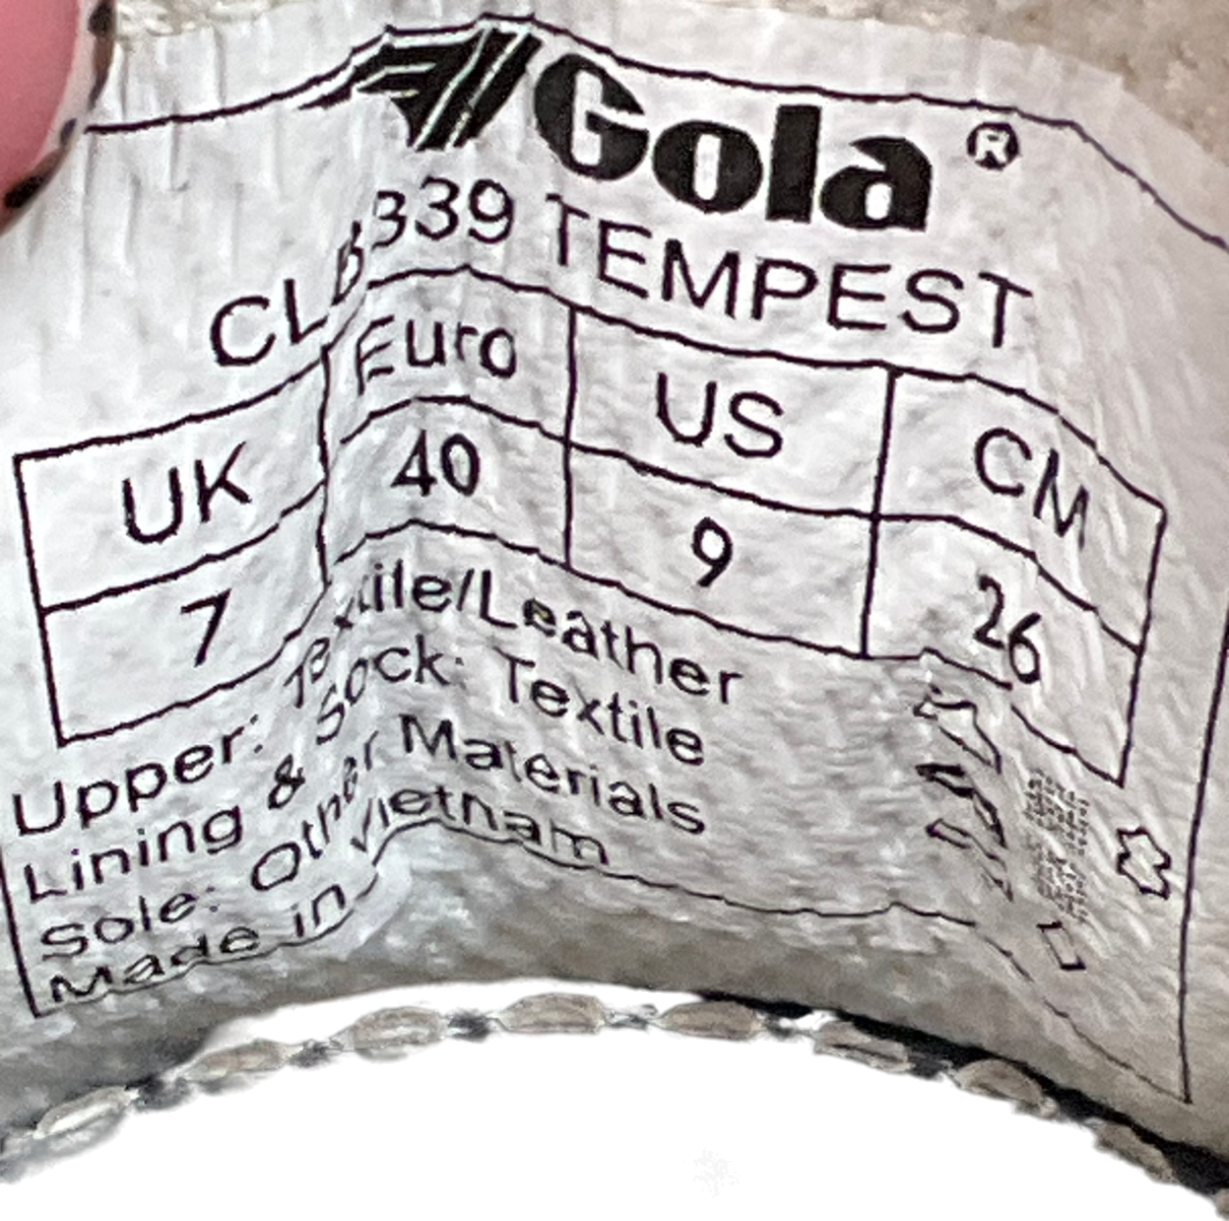 Gola®
CLB339 TEMPEST
UK Euro US CM
7 40 9 26
Upper: Textile/Leather
Lining & Sock: Textile
Sole: Other Materials
Made in Vietnam